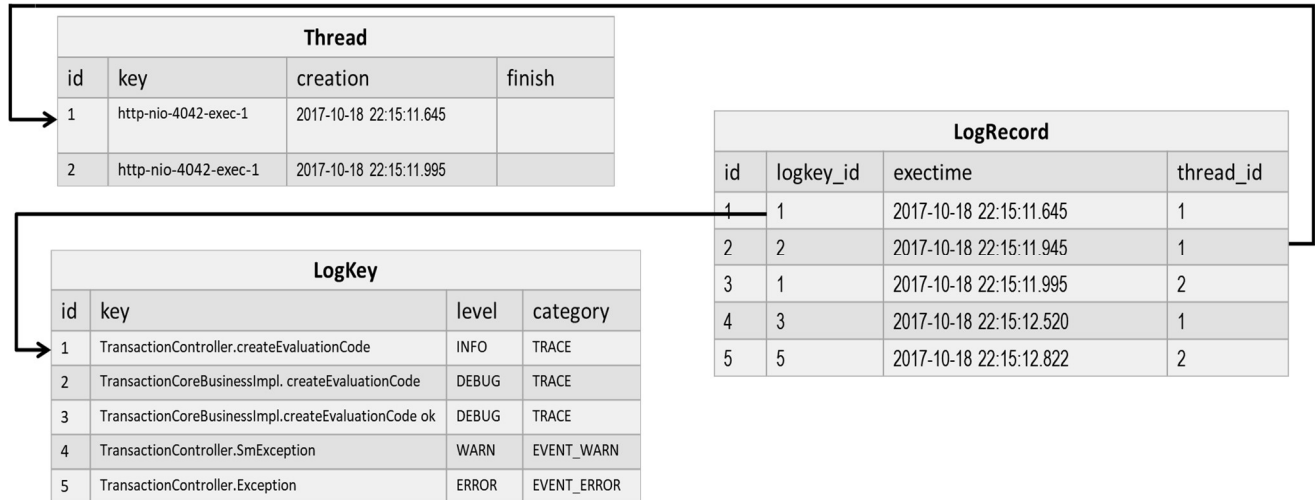 Thread
id key creation finish
1 http-nio-4042-exec-1 2017-10-18 22:15:11.645
2 http-nio-4042-exec-1 2017-10-18 22:15:11.995
LogRecord
id logkey_id exectime thread_id
1 1 2017-10-18 22:15:11.645 1
2 2 2017-10-18 22:15:11.945 1
3 1 2017-10-18 22:15:11.995 2
4 3 2017-10-18 22:15:12.520 1
5 5 2017-10-18 22:15:12.822 2
LogKey
id key level category
1 TransactionController.createEvaluationCode INFO TRACE
2 TransactionCoreBusinessImpl. createEvaluationCode DEBUG TRACE
3 TransactionCoreBusinessImpl.createEvaluationCode ok DEBUG TRACE
4 TransactionController.SmException WARN EVENT_WARN
5 TransactionController.Exception ERROR EVENT_ERROR